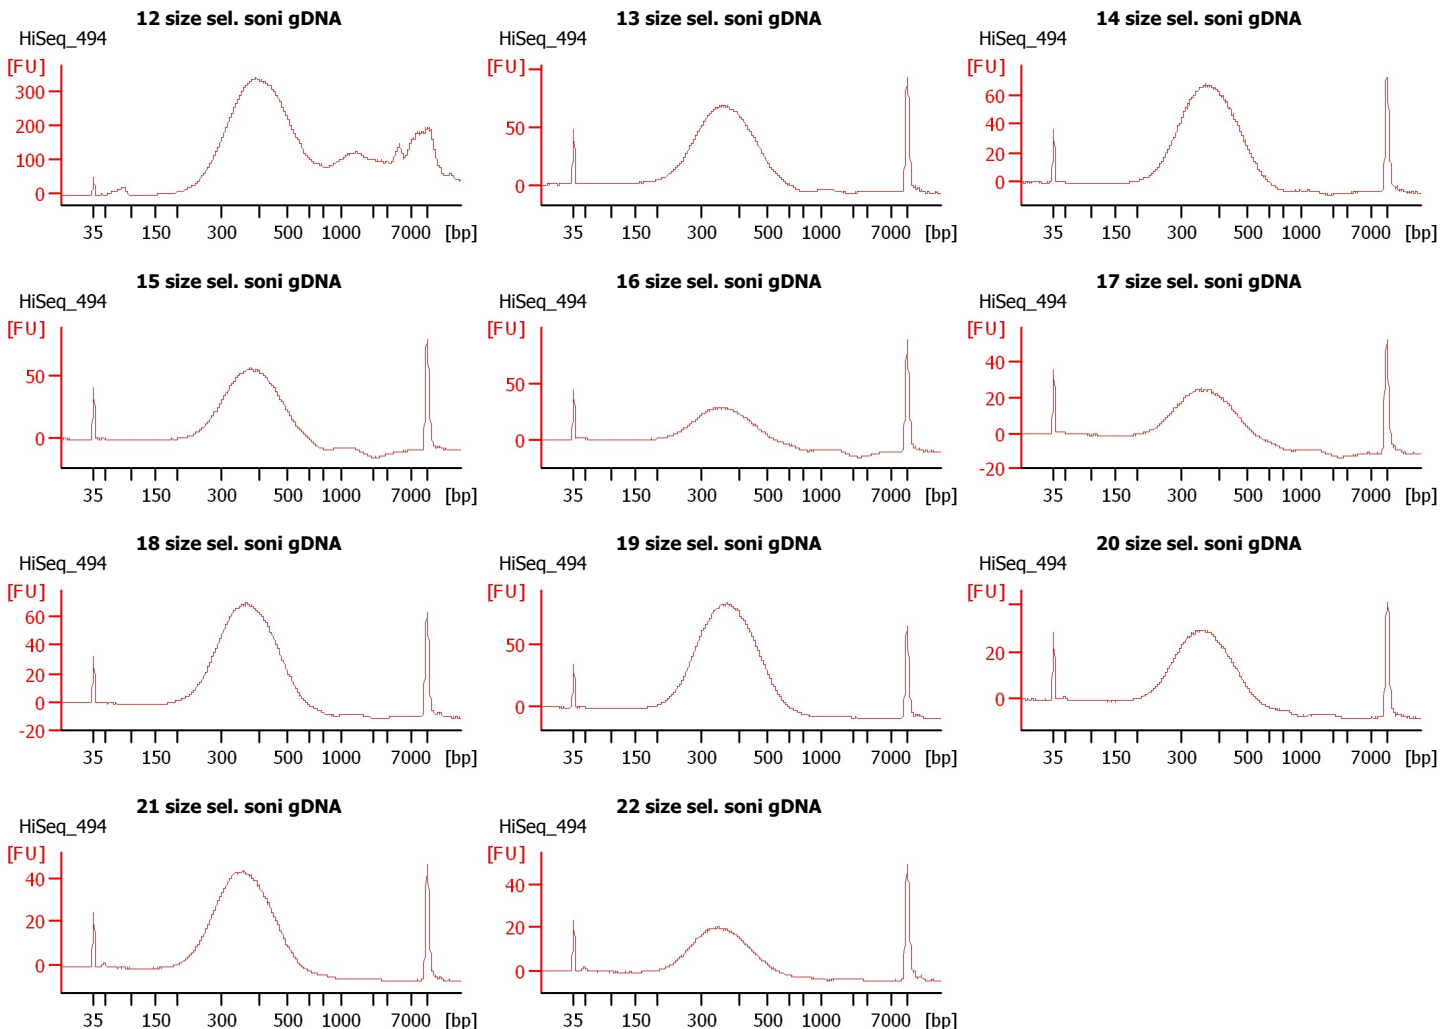 12 size sel. soni gDNA
HiSeq_494
[FU]
300
200
100
0
35 150 300 500 1000 7000 [bp]
13 size sel. soni gDNA
HiSeq_494
[FU]
50
0
35 150 300 500 1000 7000 [bp]
14 size sel. soni gDNA
HiSeq_494
[FU]
60
40
20
0
35 150 300 500 1000 7000 [bp]
15 size sel. soni gDNA
HiSeq_494
[FU]
50
0
35 150 300 500 1000 7000 [bp]
16 size sel. soni gDNA
HiSeq_494
[FU]
50
0
35 150 300 500 1000 7000 [bp]
17 size sel. soni gDNA
HiSeq_494
[FU]
40
20
0
-20
35 150 300 500 1000 7000 [bp]
18 size sel. soni gDNA
HiSeq_494
[FU]
60
40
20
0
-20
35 150 300 500 1000 7000 [bp]
19 size sel. soni gDNA
HiSeq_494
[FU]
50
0
35 150 300 500 1000 7000 [bp]
20 size sel. soni gDNA
HiSeq_494
[FU]
20
0
35 150 300 500 1000 7000 [bp]
21 size sel. soni gDNA
HiSeq_494
[FU]
40
20
0
35 150 300 500 1000 7000 [bp]
22 size sel. soni gDNA
HiSeq_494
[FU]
40
20
0
35 150 300 500 1000 7000 [bp]